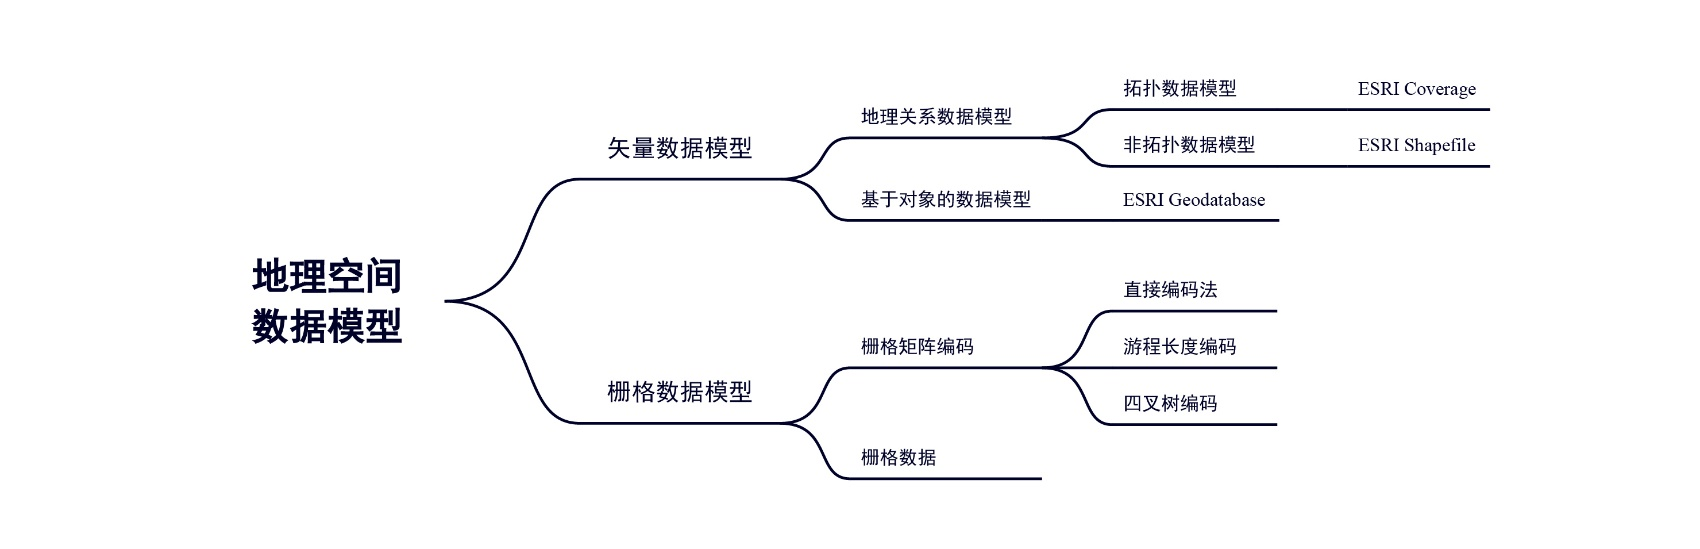 地理空间
数据模型
矢量数据模型
地理关系数据模型
拓扑数据模型
ESRI Coverage
非拓扑数据模型
ESRI Shapefile
基于对象的数据模型
ESRI Geodatabase
栅格数据模型
栅格矩阵编码
直接编码法
游程长度编码
四叉树编码
栅格数据